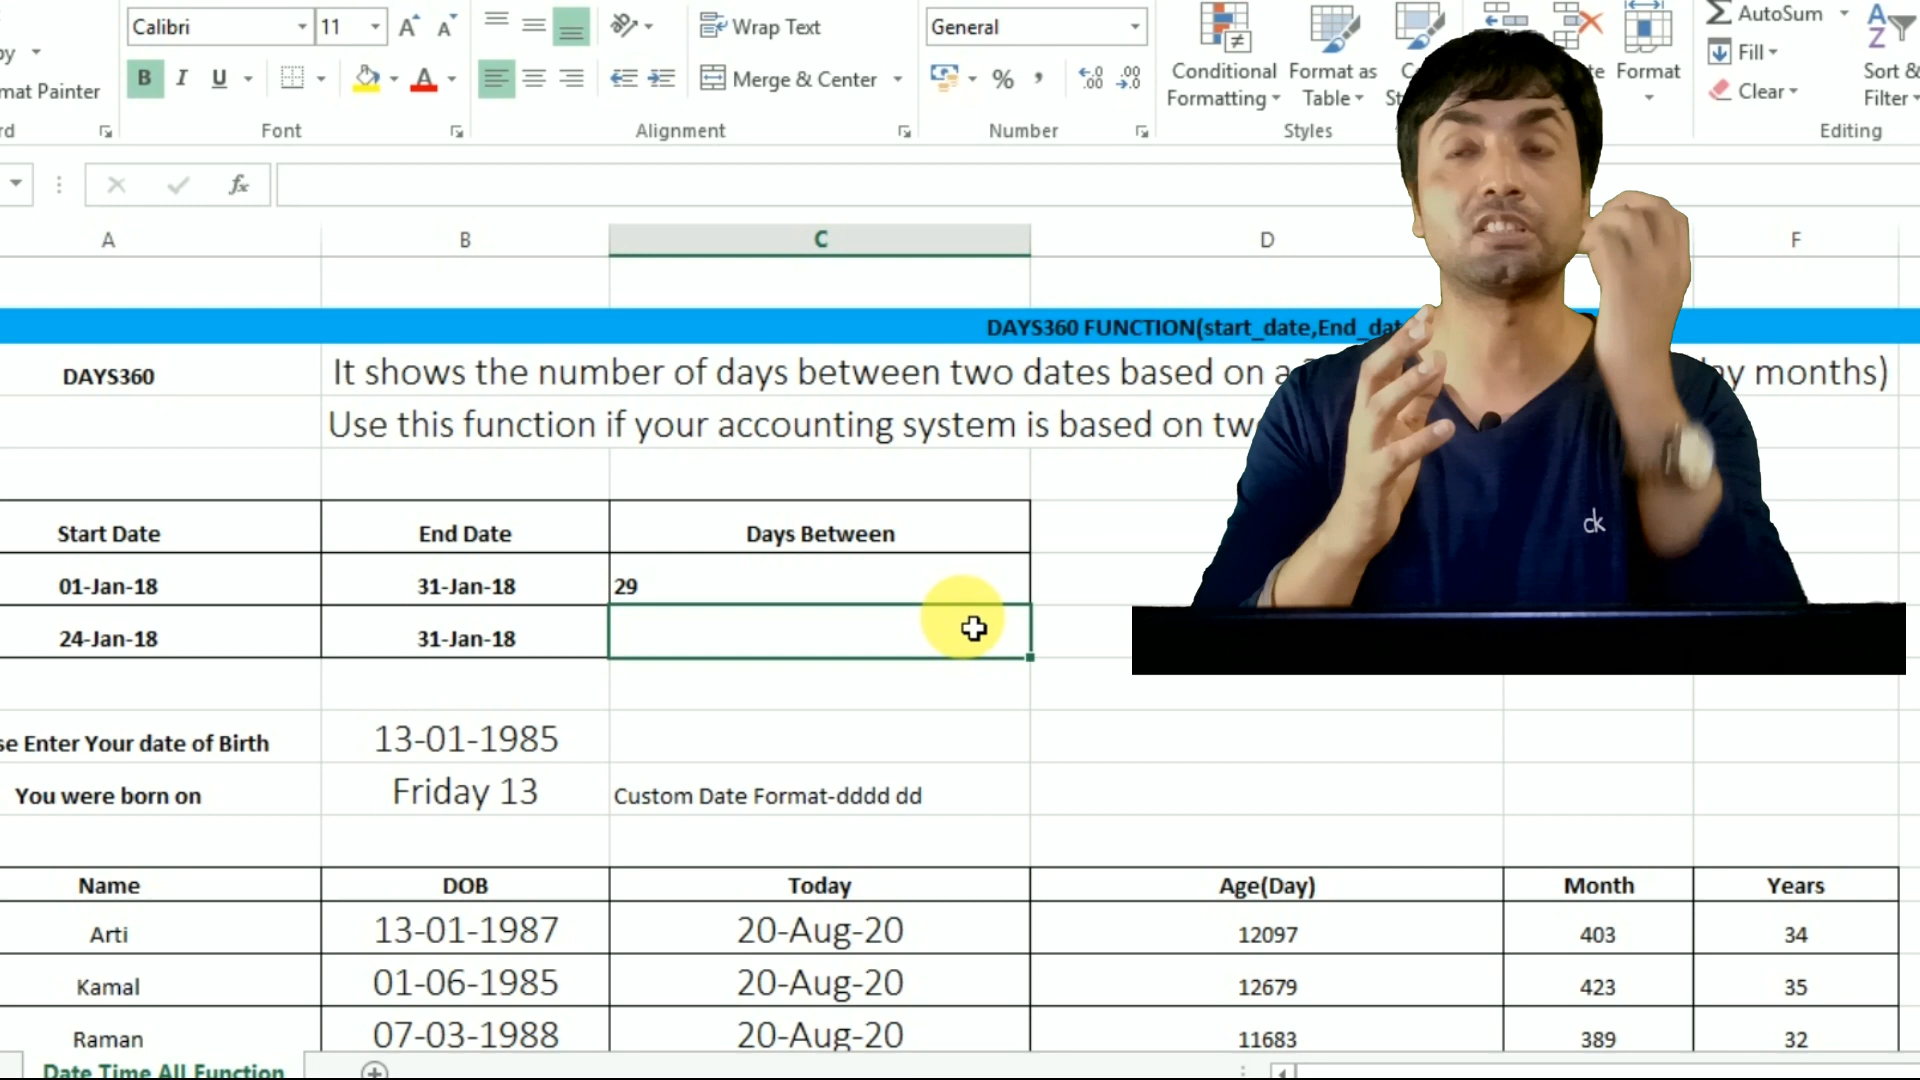 Calibri 11 Wrap Text General AutoSum
B I U Merge & Center % Conditional Formatting Format as Table Format Fill Sort & Filter
mat Painter Clear
Font Alignment Number Styles Editing
fx
A B C D F
DAYS360 FUNCTION(start_date,End_dat
DAYS360 It shows the number of days between two dates based on a months)
Use this function if your accounting system is based on
Start Date End Date Days Between
01-Jan-18 31-Jan-18 29
24-Jan-18 31-Jan-18
ck
se Enter Your date of Birth 13-01-1985
You were born on Friday 13 Custom Date Format-dddd dd
Name DOB Today Age(Day) Month Years
Arti 13-01-1987 20-Aug-20 12097 403 34
Kamal 01-06-1985 20-Aug-20 12679 423 35
Raman 07-03-1988 20-Aug-20 11683 389 32
Date Time All Function